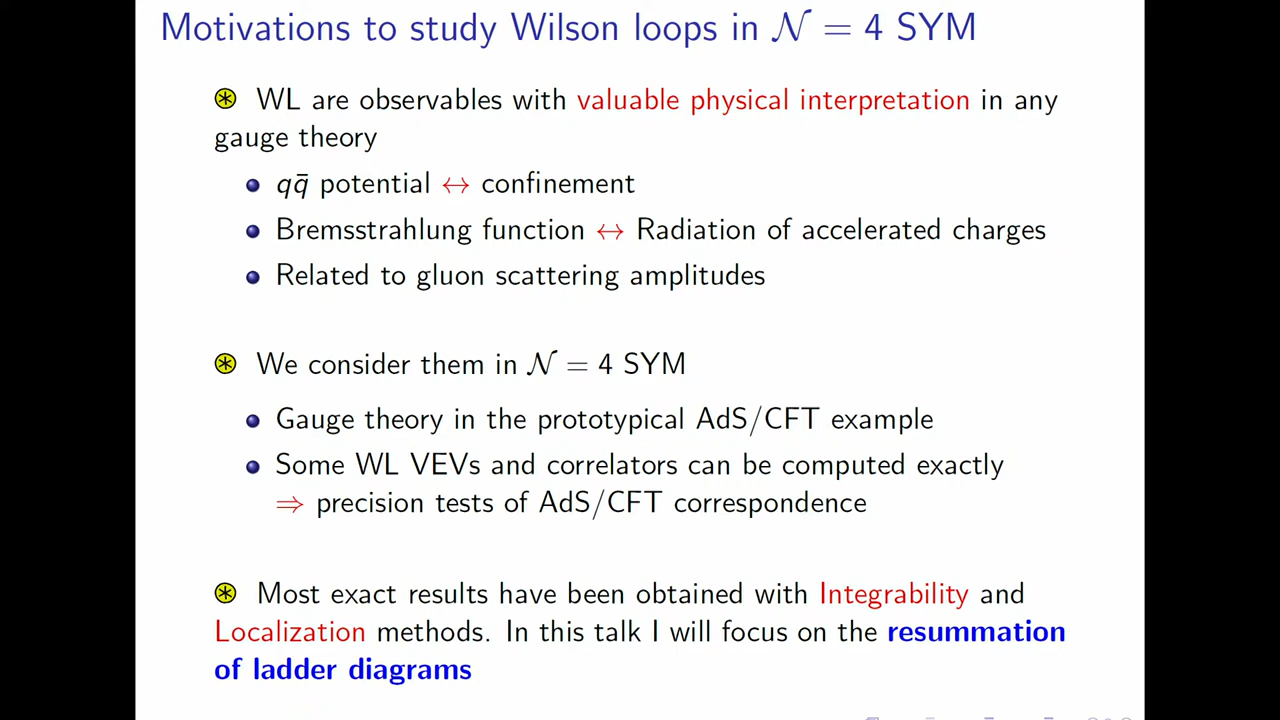 Motivations to study Wilson loops in 𝒩 = 4 SYM
⊛ WL are observables with valuable physical interpretation in any
gauge theory
qq̄ potential ↔ confinement
Bremsstrahlung function ↔ Radiation of accelerated charges
Related to gluon scattering amplitudes
⊛ We consider them in 𝒩 = 4 SYM
Gauge theory in the prototypical AdS/CFT example
Some WL VEVs and correlators can be computed exactly
⇒ precision tests of AdS/CFT correspondence
⊛ Most exact results have been obtained with Integrability and
Localization methods. In this talk I will focus on the resummation
of ladder diagrams